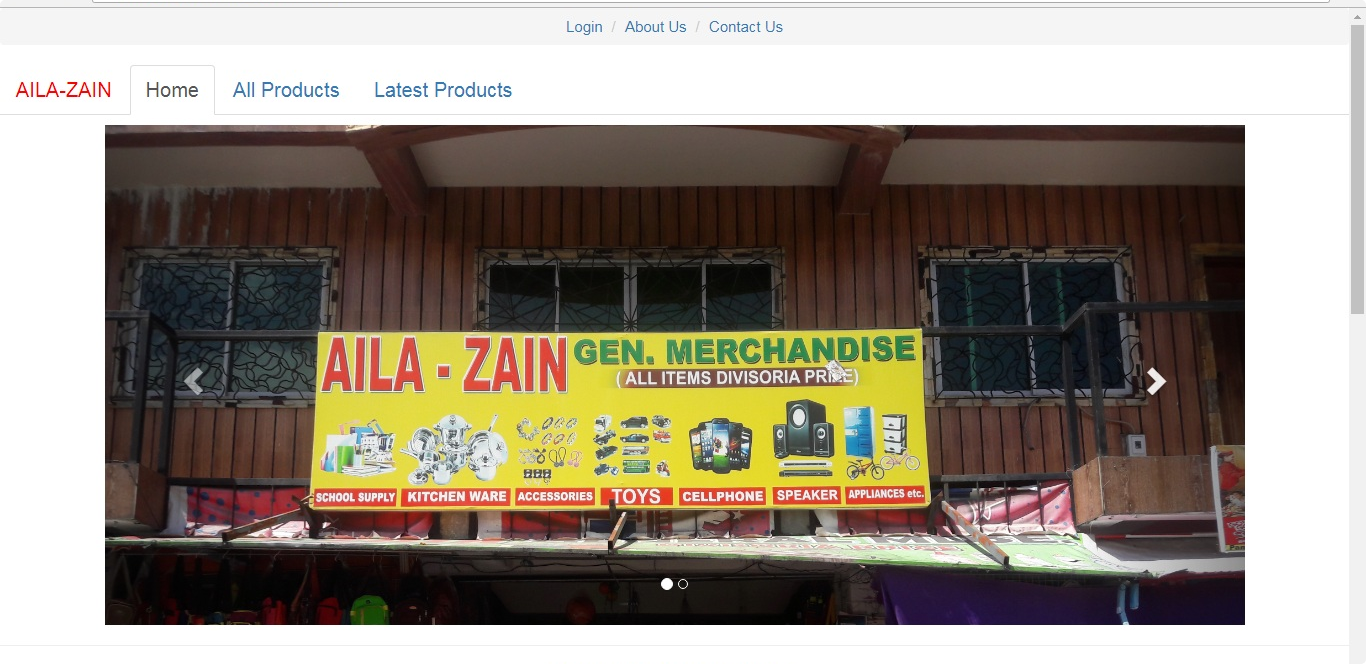 Login / About Us / Contact Us
AILA-ZAIN Home All Products Latest Products
AILA - ZAIN GEN. MERCHANDISE
( ALL ITEMS DIVISORIA PRICE)
SCHOOL SUPPLY KITCHEN WARE ACCESSORIES TOYS CELLPHONE SPEAKER APPLIANCES etc.